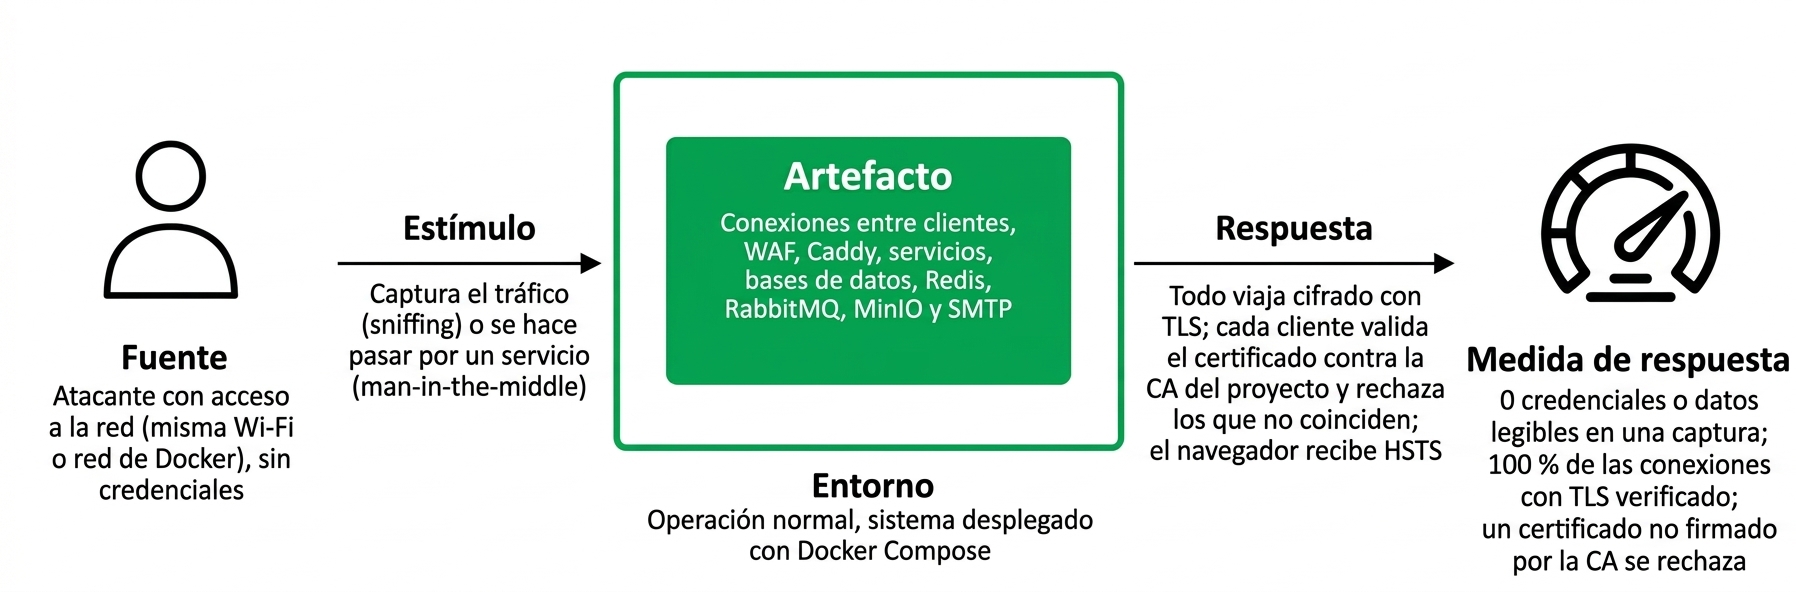 Fuente
Atacante con acceso
a la red (misma Wi-Fi
o red de Docker), sin
credenciales
Estímulo
Captura el tráfico
(sniffing) o se hace
pasar por un servicio
(man-in-the-middle)
Artefacto
Conexiones entre clientes,
WAF, Caddy, servicios,
bases de datos, Redis,
RabbitMQ, MinIO y SMTP
Entorno
Operación normal, sistema desplegado
con Docker Compose
Respuesta
Todo viaja cifrado con
TLS; cada cliente valida
el certificado contra la
CA del proyecto y rechaza
los que no coinciden;
el navegador recibe HSTS
Medida de respuesta
0 credenciales o datos
legibles en una captura;
100 % de las conexiones
con TLS verificado;
un certificado no firmado
por la CA se rechaza